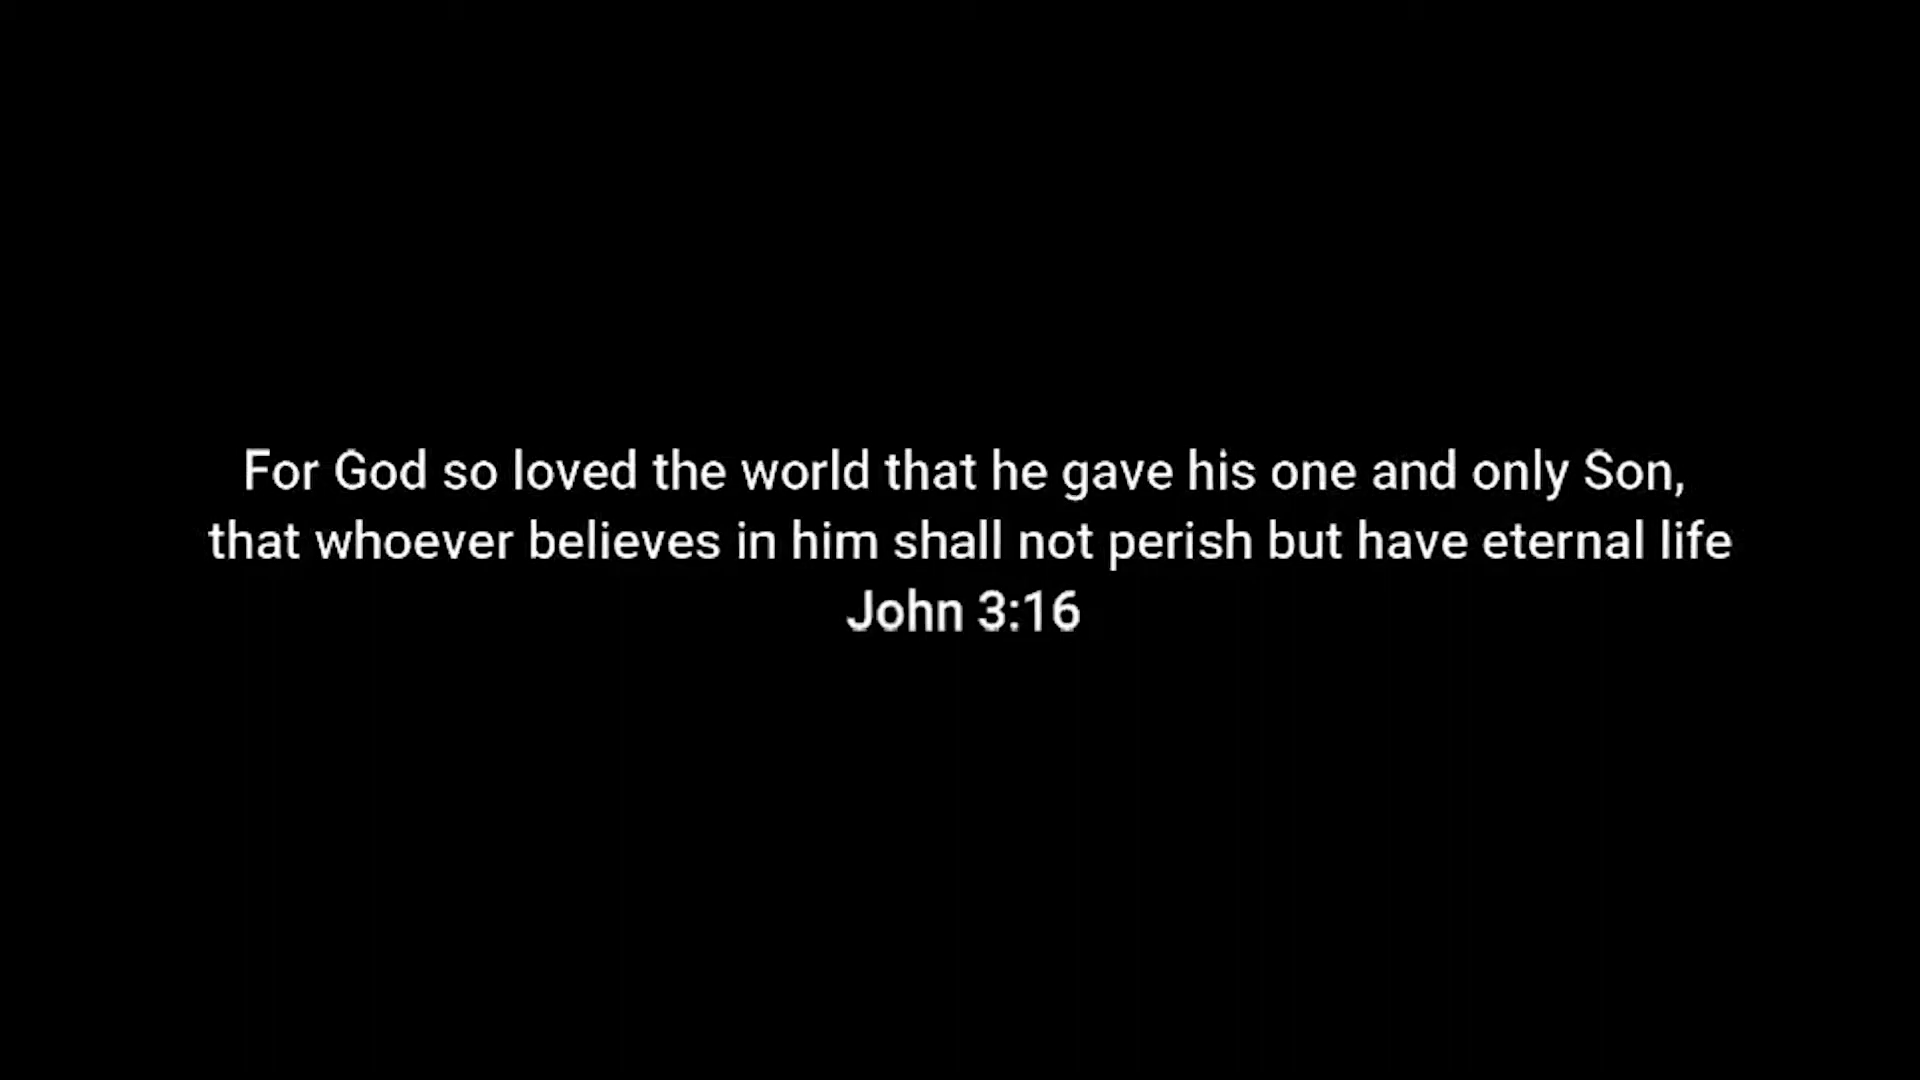 For God so loved the world that he gave his one and only Son,
that whoever believes in him shall not perish but have eternal life
John 3:16